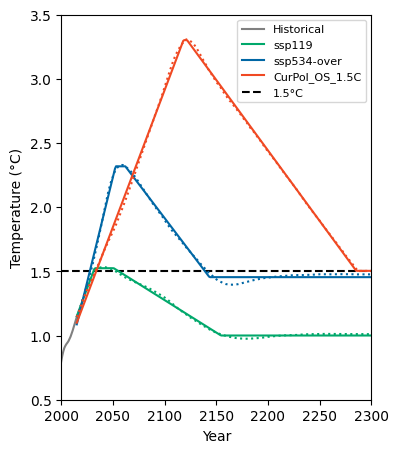 3.5
3.0
2.5
2.0
1.5
1.0
0.5
Temperature (°C)
Historical
ssp119
ssp534-over
CurPol_OS_1.5C
1.5°C
2000 2050 2100 2150 2200 2250 2300
Year